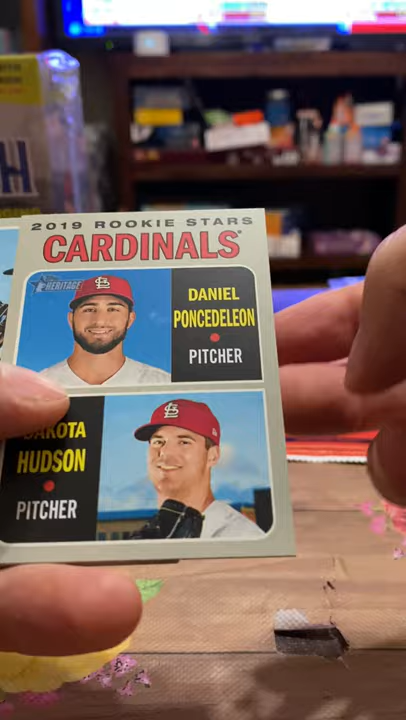 2019 ROOKIE STARS
CARDINALS
HERITAGE
DANIEL
PONCEDELEON
PITCHER
DAKOTA
HUDSON
PITCHER